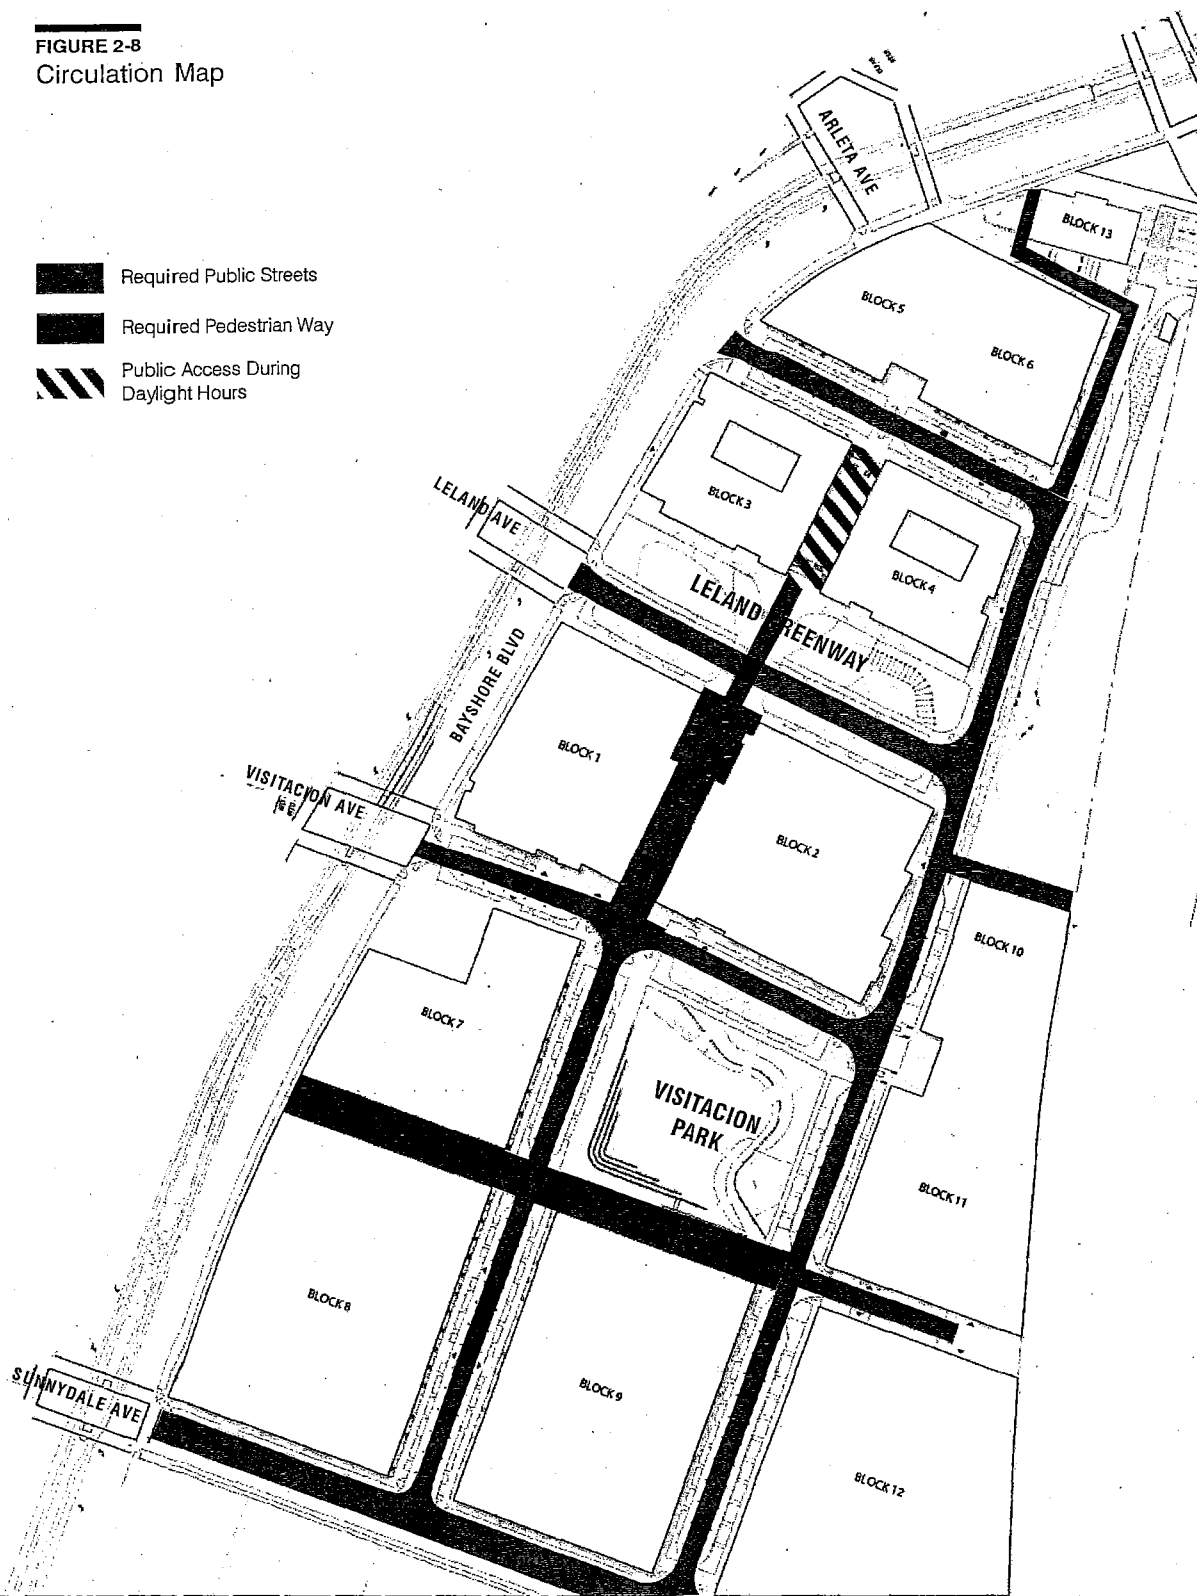 FIGURE 2-8
Circulation Map
Required Public Streets
Required Pedestrian Way
Public Access During
Daylight Hours
ARLETA AVE
BLOCK 13
BLOCK 5
BLOCK 6
LELAND AVE
BLOCK 3
BLOCK 4
LELAND GREENWAY
BAYSHORE BLVD
BLOCK 1
VISITACION AVE
BLOCK 2
BLOCK 10
BLOCK 7
VISITACION
PARK
BLOCK 11
BLOCK 8
SUNNYDALE AVE
BLOCK 9
BLOCK 12